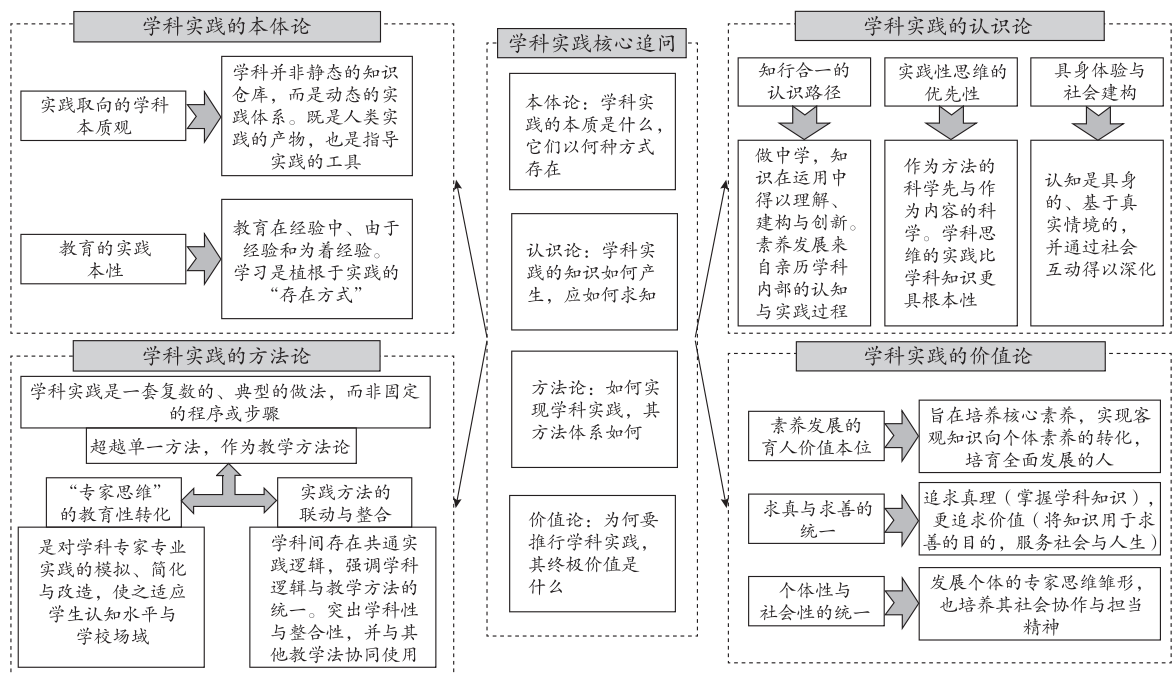 学科实践的本体论
实践取向的学科
本质观
学科并非静态的知识
仓库，而是动态的实
践体系。既是人类实
践的产物，也是指导
实践的工具
教育的实践
本性
教育在经验中、由于
经验和为着经验。
学习是植根于实践的
“存在方式”
学科实践的方法论
学科实践是一套复数的、典型的做法，而非固定
的程序或步骤
超越单一方法，作为教学方法论
“专家思维”
的教育性转化
是对学科专家专业
实践的模拟、简化
与改造，使之适应
学生认知水平与
学校场域
实践方法的
联动与整合
学科间存在共通实
践逻辑，强调学科
逻辑与教学方法的
统一。突出学科性
与整合性，并与其
他教学法协同使用
学科实践核心追问
本体论：学科实
践的本质是什么，
它们以何种方式
存在
认识论：学科实
践的知识如何产
生，应如何求知
方法论：如何实
现学科实践，其
方法体系如何
价值论：为何要
推行学科实践，
其终极价值是
什么
学科实践的认识论
知行合一的
认识路径
做中学，知
识在运用中
得以理解、
建构与创新。
素养发展来
自亲历学科
内部的认知
与实践过程
实践性思维的
优先性
作为方法的
科学先与作
为内容的科
学。学科思
维的实践比
学科知识更
具根本性
具身体验与
社会建构
认知是具身
的、基于真
实情境的，
并通过社会
互动得以深化
学科实践的价值论
素养发展的
育人价值本位
旨在培养核心素养，实现客
观知识向个体素养的转化，
培育全面发展的人
求真与求善的
统一
追求真理（掌握学科知识），
更追求价值（将知识用于求
善的目的，服务社会与人生）
个体性与
社会性的统一
发展个体的专家思维雏形，
也培养其社会协作与担当
精神